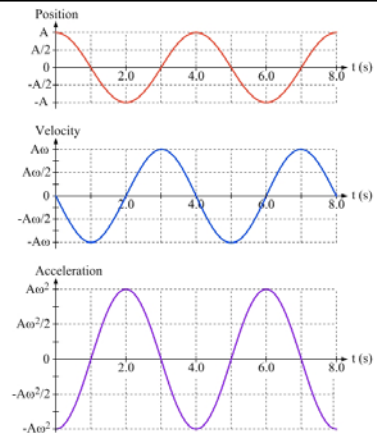 Position
A
A/2
0
-A/2
-A
2.0 4.0 6.0 8.0 t (s)
Velocity
Aω
Aω/2
0
-Aω/2
-Aω
2.0 4.0 6.0 8.0 t (s)
Acceleration
Aω²
Aω²/2
0
-Aω²/2
-Aω²
2.0 4.0 6.0 8.0 t (s)